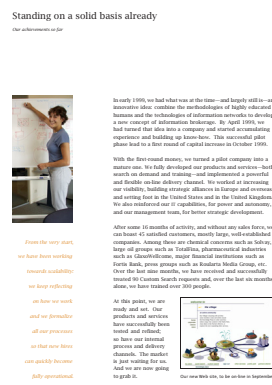 Standing on a solid basis already
Our achievements so far
In early 1999, we had what was at the time—and largely still is—an
innovative idea: combine the methodologies of highly educated
humans and the technologies of information networks to develop
a new concept of information brokerage. By April 1999, we
had turned that idea into a company and started accumulating
experience and building up know-how. This successful pilot
phase lead to a first round of capital increase in October 1999.
With the first-round money, we turned a pilot company into a
mature one. We fully developed our products and services—both
search on demand and training—and implemented a powerful
and flexible on-line delivery channel. We worked at increasing
our visibility, building strategic alliances in Europe and overseas
and setting foot in the United States and in the United Kingdom.
We also reinforced our IT capabilities, for power and autonomy,
and our management team, for better strategic development.
After some 16 months of activity, and without any sales force, we
can boast 45 satisfied customers, mostly large, well-established
companies. Among these are chemical concerns such as Solvay,
large oil groups such as TotalFina, pharmaceutical industries
such as GlaxoWellcome, major financial institutions such as
Fortis Bank, press groups such as Roularta Media Group, etc.
Over the last nine months, we have received and successfully
treated 90 Custom Search requests and, over the last six months
alone, we have trained over 300 people.
From the very start,
we have been working
towards scalability:
we keep reflecting
on how we work
and we formalize
all our processes
so that new hires
can quickly become
fully operational.
At this point, we are
ready and set. Our
products and services
have successfully been
tested and refined;
so have our internal
process and delivery
channels. The market
is just waiting for us.
And we are now going
to grab it.
Our new Web site, to be on-line in September